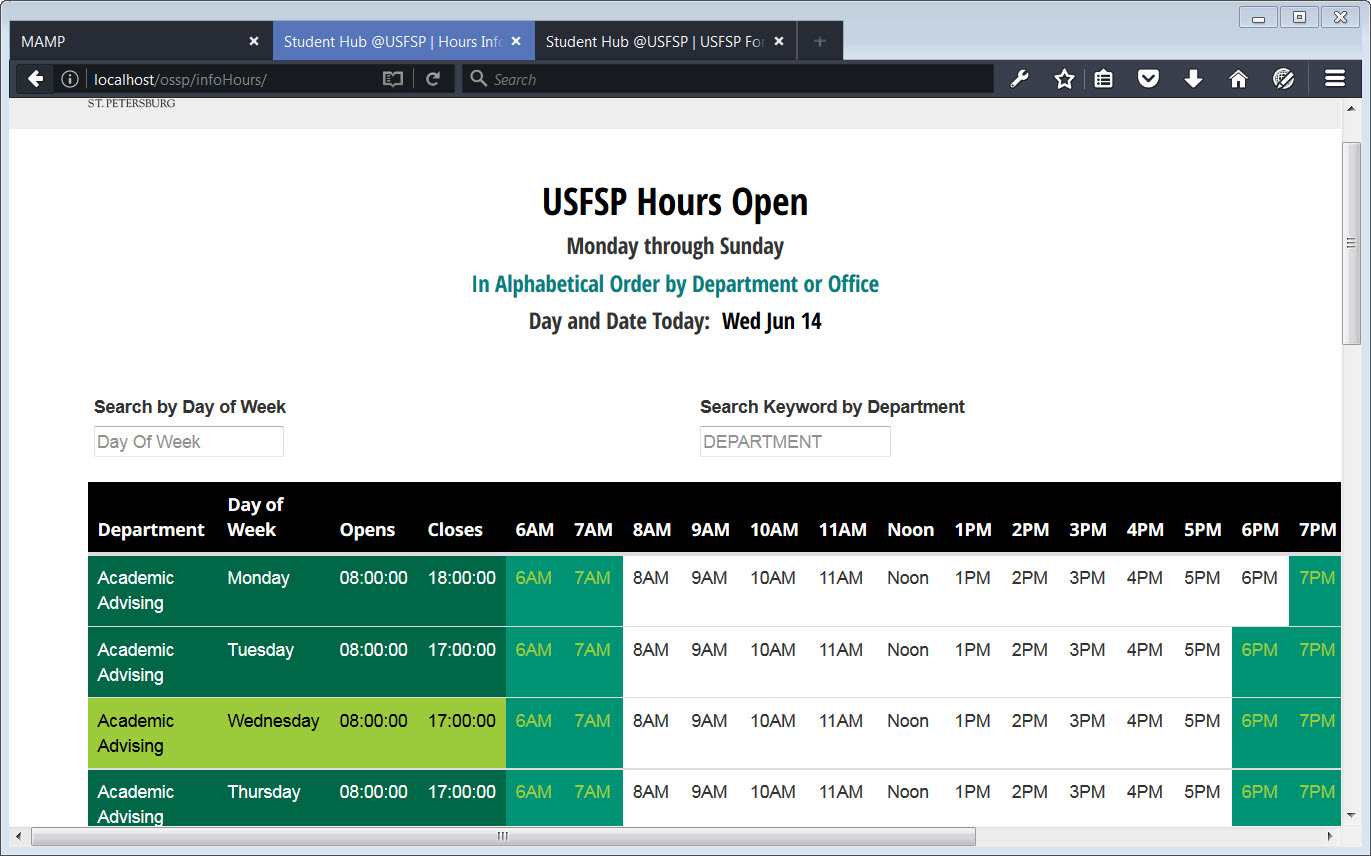 MAMP
Student Hub @USFSP | Hours Info
Student Hub @USFSP | USFSP For
localhost/ossp/infoHours/
Search
ST. PETERSBURG
USFSP Hours Open
Monday through Sunday
In Alphabetical Order by Department or Office
Day and Date Today: Wed Jun 14
Search by Day of Week
Search Keyword by Department
Day Of Week
DEPARTMENT
Department Day of Week Opens Closes 6AM 7AM 8AM 9AM 10AM 11AM Noon 1PM 2PM 3PM 4PM 5PM 6PM 7PM
Academic Monday 08:00:00 18:00:00 6AM 7AM 8AM 9AM 10AM 11AM Noon 1PM 2PM 3PM 4PM 5PM 6PM 7PM
Advising
Academic Tuesday 08:00:00 17:00:00 6AM 7AM 8AM 9AM 10AM 11AM Noon 1PM 2PM 3PM 4PM 5PM 6PM 7PM
Advising
Academic Wednesday 08:00:00 17:00:00 6AM 7AM 8AM 9AM 10AM 11AM Noon 1PM 2PM 3PM 4PM 5PM 6PM 7PM
Advising
Academic Thursday 08:00:00 17:00:00 6AM 7AM 8AM 9AM 10AM 11AM Noon 1PM 2PM 3PM 4PM 5PM 6PM 7PM
Advising